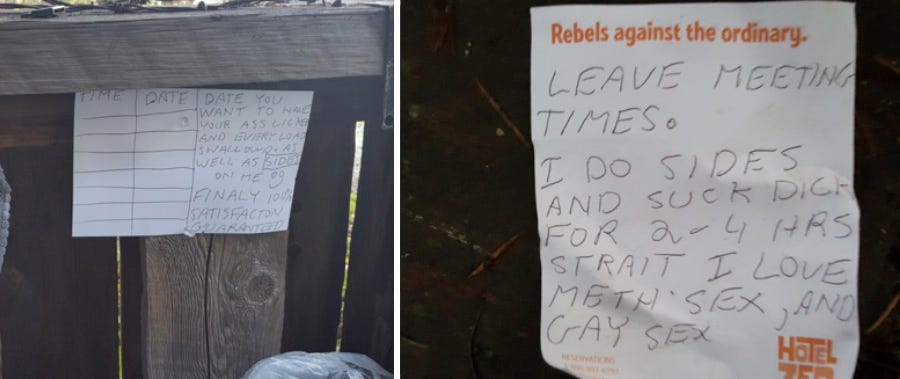 TIME
DATE
DATE YOU
WANT TO HAVE
YOUR ASS LICKED
AND EVERY LOAD
SWALLOWD. AS
WELL AS SIDES
ON ME
FINALY 100%
SATISFACTON
GUARANTEED
Rebels against the ordinary.
LEAVE MEETING
TIMES.
I DO SIDES
AND SUCK DICK
FOR 2-4 HRS
STRAIT I LOVE
METH SEX, AND
GAY SEX
RESERVATIONS
HOTEL